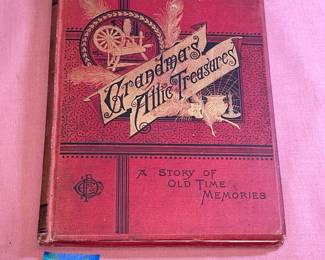 Grandma's
Attic Treasures
A STORY OF
OLD TIME
MEMORIES